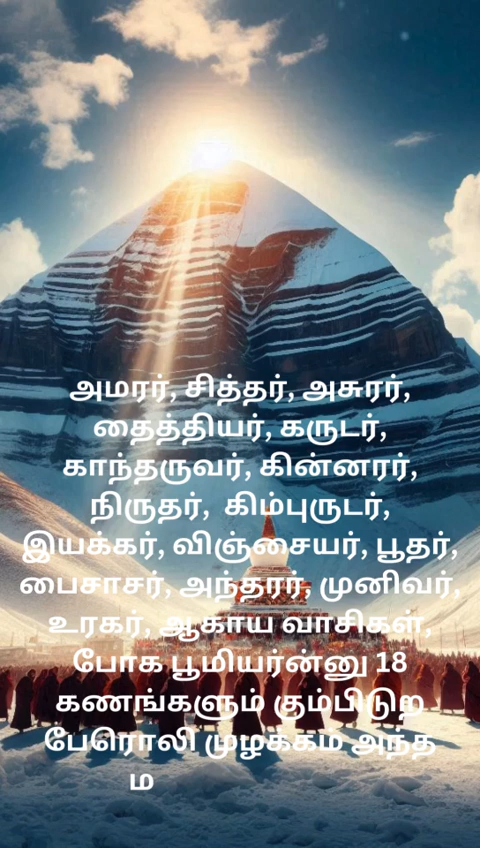 அமரர், சித்தர், அசுரர்,
தைத்தியர், கருடர்,
காந்தருவர், கின்னரர்,
நிருதர், கிம்புருடர்,
இயக்கர், விஞ்சையர், பூதர்,
பைசாசர், அந்தரர், முனிவர்,
உரகர், ஆகாய வாசிகள்,
போக பூமியர்ன்னு 18
கணங்களும் கும்பிடுற
பேரொலி முழக்கம் அந்த
ம